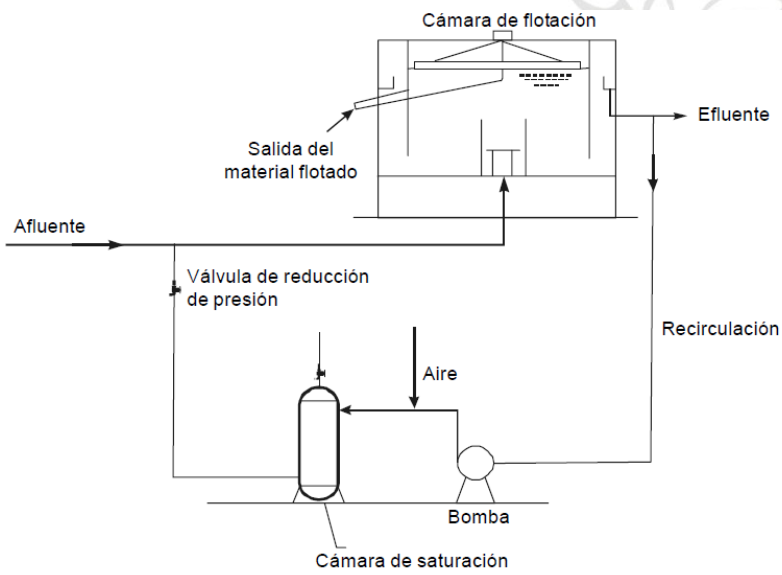 Cámara de flotación
Efluente
Salida del
material flotado
Afluente
Válvula de reducción
de presión
Recirculación
Aire
Bomba
Cámara de saturación